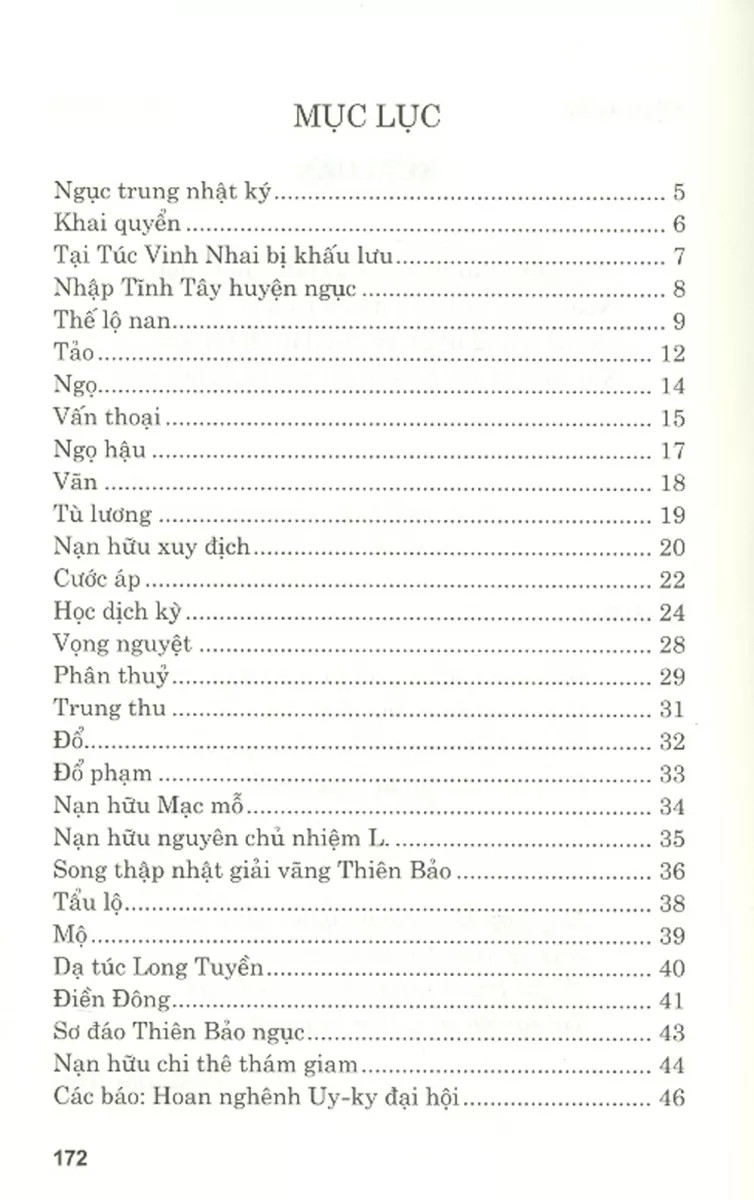 MỤC LỤC
Ngục trung nhật ký.......................................................... 5
Khai quyển....................................................................... 6
Tại Túc Vinh Nhai bị khấu lưu....................................... 7
Nhập Tĩnh Tây huyện ngục............................................ 8
Thế lộ nan........................................................................ 9
Tảo.................................................................................. 12
Ngọ.................................................................................. 14
Vấn thoại........................................................................ 15
Ngọ hậu.......................................................................... 17
Vãn................................................................................. 18
Tù lương......................................................................... 19
Nạn hữu xuy địch........................................................... 20
Cước áp........................................................................... 22
Học dịch kỳ..................................................................... 24
Vọng nguyệt................................................................... 28
Phân thuỷ....................................................................... 29
Trung thu....................................................................... 31
Đổ.................................................................................... 32
Đổ phạm......................................................................... 33
Nạn hữu Mạc mỗ............................................................ 34
Nạn hữu nguyên chủ nhiệm L....................................... 35
Song thập nhật giải vãng Thiên Bảo............................. 36
Tẩu lộ.............................................................................. 38
Mộ................................................................................... 39
Dạ túc Long Tuyền......................................................... 40
Điền Đông....................................................................... 41
Sơ đáo Thiên Bảo ngục................................................... 43
Nạn hữu chi thê thám giam........................................... 44
Các báo: Hoan nghênh Uy-ky đại hội............................ 46
172